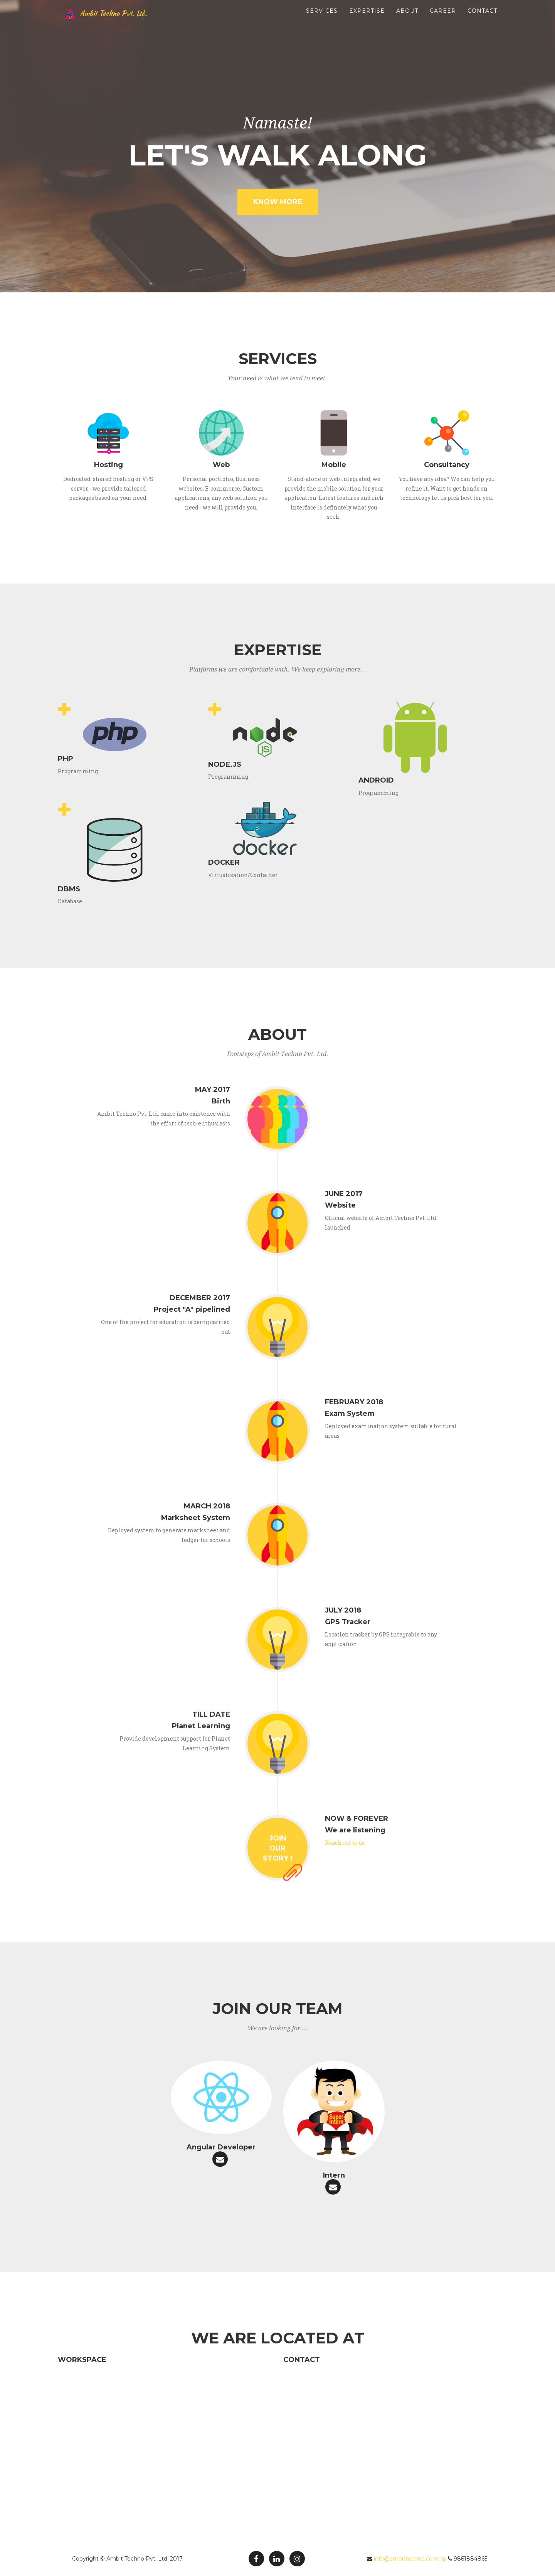 Ambit Techno Pvt. Ltd.
SERVICES EXPERTISE ABOUT CAREER CONTACT
Namaste!
LET'S WALK ALONG
KNOW MORE
SERVICES
Your need is what we tend to meet.
Hosting
Dedicated, shared hosting or VPS
server - we provide tailored
packages based on your need.
Web
Personal portfolio, Business
websites, E-commerce, Custom
applications, any web solution you
need - we will provide you.
Mobile
Stand-alone or web integrated, we
provide the mobile solution for your
application. Latest features and rich
interface is definately what you
seek.
Consultancy
You have any idea? We can help you
refine it. Want to get hands on
technology let us pick best for you.
EXPERTISE
Platforms we are comfortable with. We keep exploring more...
php
PHP
Programming
node
JS
NODE.JS
Programming
ANDROID
Programming
DBMS
Database
docker
DOCKER
Virtualization/Container
ABOUT
Footsteps of Ambit Techno Pvt. Ltd.
MAY 2017
Birth
Ambit Techno Pvt. Ltd. came into existence with
the effort of tech-enthusiasts
JUNE 2017
Website
Official website of Ambit Techno Pvt. Ltd.
launched
DECEMBER 2017
Project "A" pipelined
One of the project for education is being carried
out
FEBRUARY 2018
Exam System
Deployed examination system suitable for rural
areas
MARCH 2018
Marksheet System
Deployed system to generate marksheet and
ledger for schools
JULY 2018
GPS Tracker
Location tracker by GPS integrable to any
application
TILL DATE
Planet Learning
Provide development support for Planet
Learning System
JOIN
OUR
STORY !
NOW & FOREVER
We are listening
Reach out to us
JOIN OUR TEAM
We are looking for ...
Angular Developer
Super
Intern
Intern
WE ARE LOCATED AT
WORKSPACE
CONTACT
Copyright © Ambit Techno Pvt. Ltd. 2017
info@ambittechno.com.np 9861884865